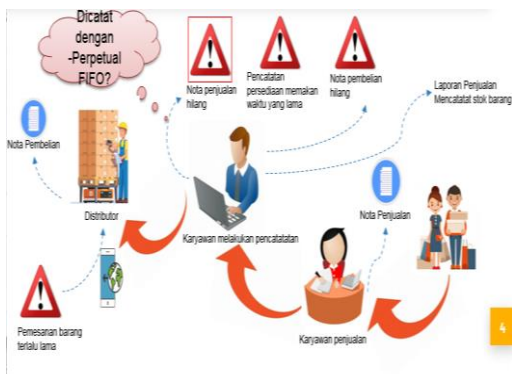 Dicatat
dengan
-Perpetual
FIFO?
Nota penjualan
hilang
Pencatatan
persediaan memakan
waktu yang lama
Nota pembelian
hilang
Laporan Penjualan
Mencatatat stok barang
Nota Pembelian
Distributor
Karyawan melakukan pencatatatan
Nota Penjualan
Pemesanan barang
terlalu lama
Karyawan penjualan
4